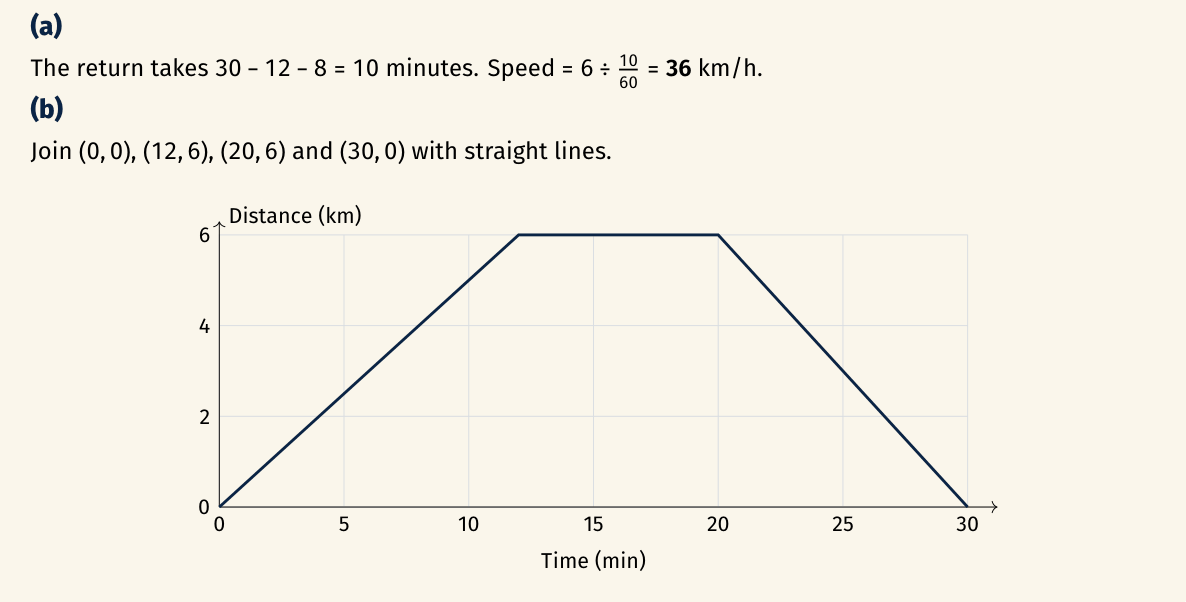 (a)
The return takes 30 – 12 – 8 = 10 minutes. Speed = 6 ÷ 10/60 = 36 km/h.
(b)
Join (0, 0), (12, 6), (20, 6) and (30, 0) with straight lines.
Distance (km)
6
4
2
0
0 5 10 15 20 25 30
Time (min)